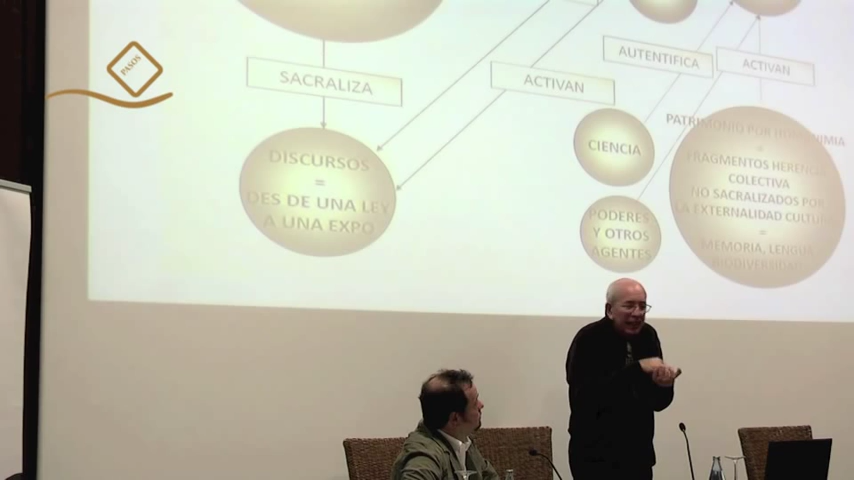 PASOS
SACRALIZA
ACTIVAN
AUTENTIFICA
ACTIVAN
DISCURSOS
=
DES DE UNA LEY
A UNA EXPO
CIENCIA
PODERES
Y OTROS
AGENTES
PATRIMONIO POR
=
FRAGMENTOS HERENCIA
COLECTIVA
NO SACRALIZADOS POR
LA EXTERNALIDAD CULTURAL
=
MEMORIA, LENGUA,
BIODIVERSIDAD